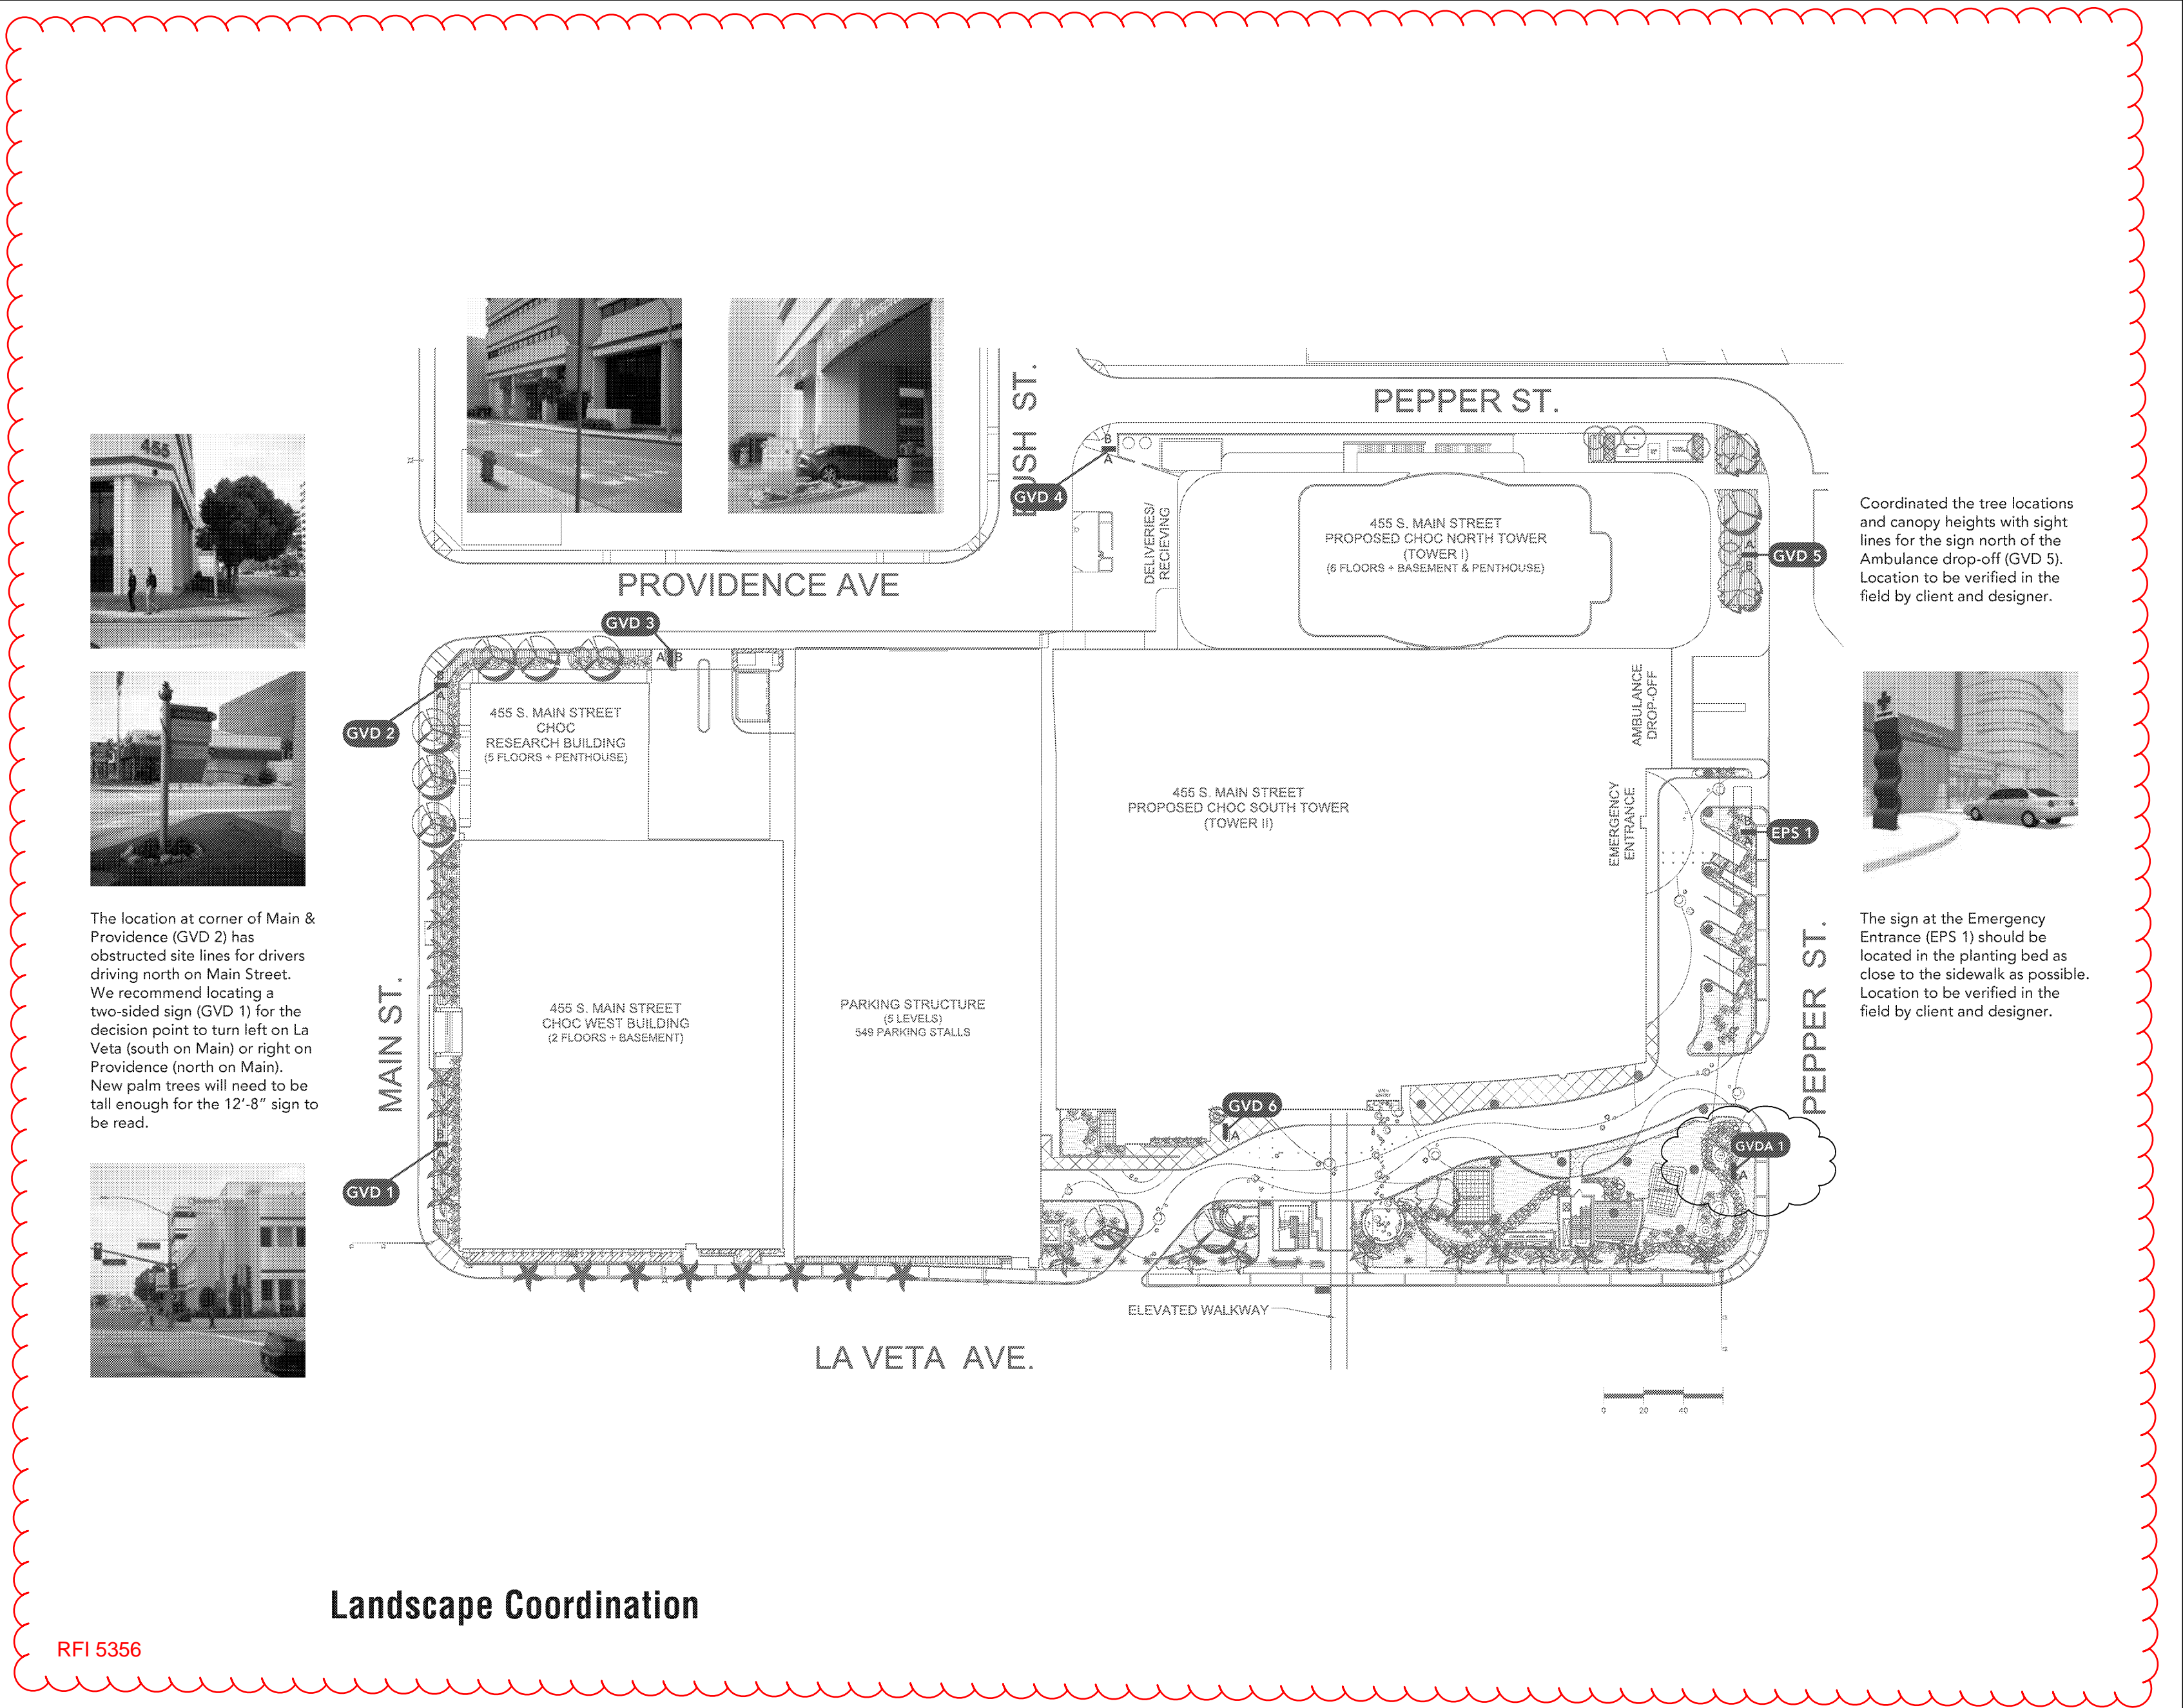 455
PEPPER ST.
BUSH ST.
B
A
GVD 4
DELIVERIES/
RECIEVING
455 S. MAIN STREET
PROPOSED CHOC NORTH TOWER
(TOWER I)
(6 FLOORS + BASEMENT & PENTHOUSE)
A
B
GVD 5
Coordinated the tree locations
and canopy heights with sight
lines for the sign north of the
Ambulance drop-off (GVD 5).
Location to be verified in the
field by client and designer.
PROVIDENCE AVE
GVD 3
A B
B
A
GVD 2
455 S. MAIN STREET
CHOC
RESEARCH BUILDING
(5 FLOORS + PENTHOUSE)
AMBULANCE
DROP-OFF
455 S. MAIN STREET
PROPOSED CHOC SOUTH TOWER
(TOWER II)
EMERGENCY
ENTRANCE
B
A
EPS 1
The location at corner of Main &
Providence (GVD 2) has
obstructed site lines for drivers
driving north on Main Street.
We recommend locating a
two-sided sign (GVD 1) for the
decision point to turn left on La
Veta (south on Main) or right on
Providence (north on Main).
New palm trees will need to be
tall enough for the 12'-8" sign to
be read.
The sign at the Emergency
Entrance (EPS 1) should be
located in the planting bed as
close to the sidewalk as possible.
Location to be verified in the
field by client and designer.
MAIN ST.
455 S. MAIN STREET
CHOC WEST BUILDING
(2 FLOORS + BASEMENT)
PARKING STRUCTURE
(5 LEVELS)
549 PARKING STALLS
PEPPER ST.
GVD 6
A
B
A
GVD 1
GVDA 1
A
ELEVATED WALKWAY
LA VETA AVE.
0 20 40
Landscape Coordination
RFI 5356